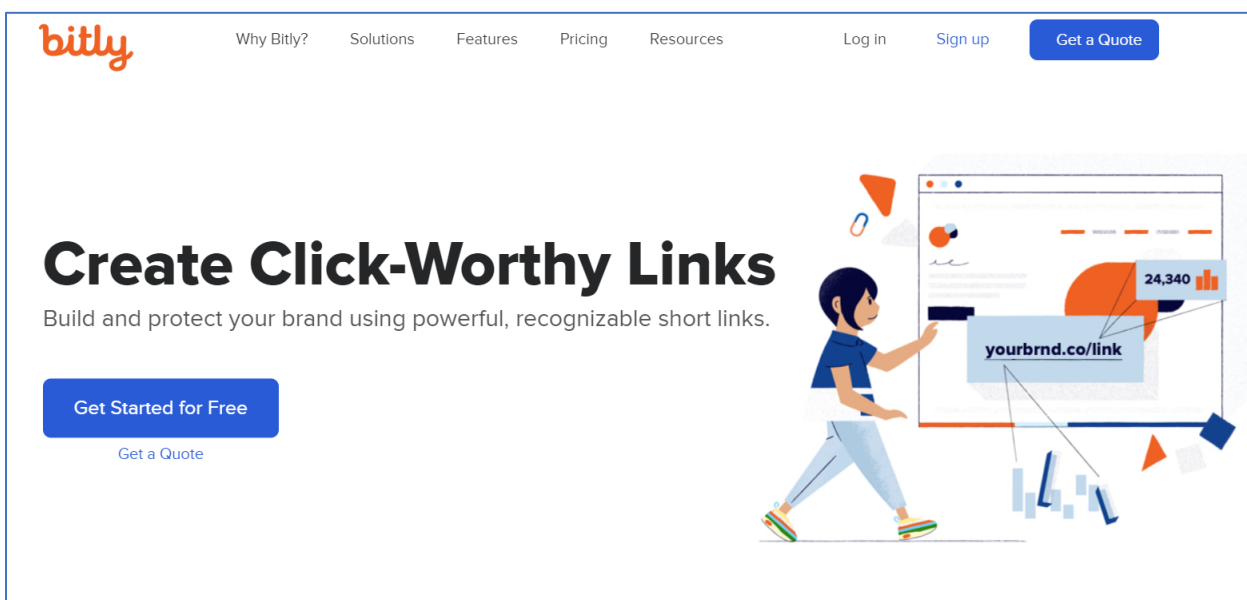 bitly
Why Bitly? Solutions Features Pricing Resources Log in Sign up Get a Quote
Create Click-Worthy Links
Build and protect your brand using powerful, recognizable short links.
Get Started for Free
Get a Quote
24,340
yourbrnd.co/link